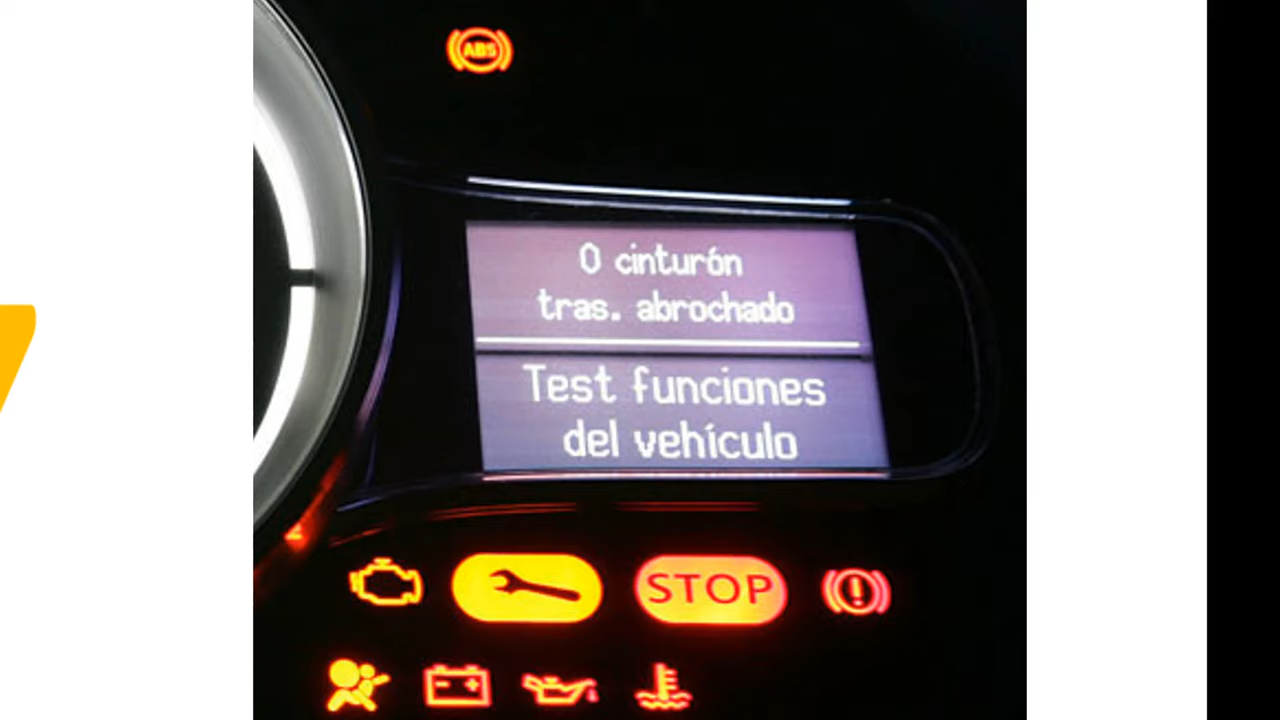 ABS
0 cinturón
tras. abrochado
Test funciones
del vehículo
STOP